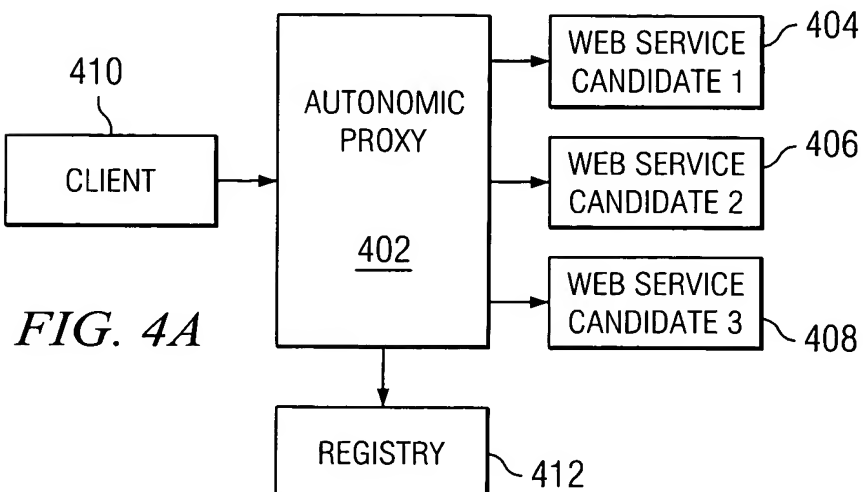 410
CLIENT
FIG. 4A
AUTONOMIC
PROXY
402
WEB SERVICE
CANDIDATE 1
404
WEB SERVICE
CANDIDATE 2
406
WEB SERVICE
CANDIDATE 3
408
REGISTRY
412